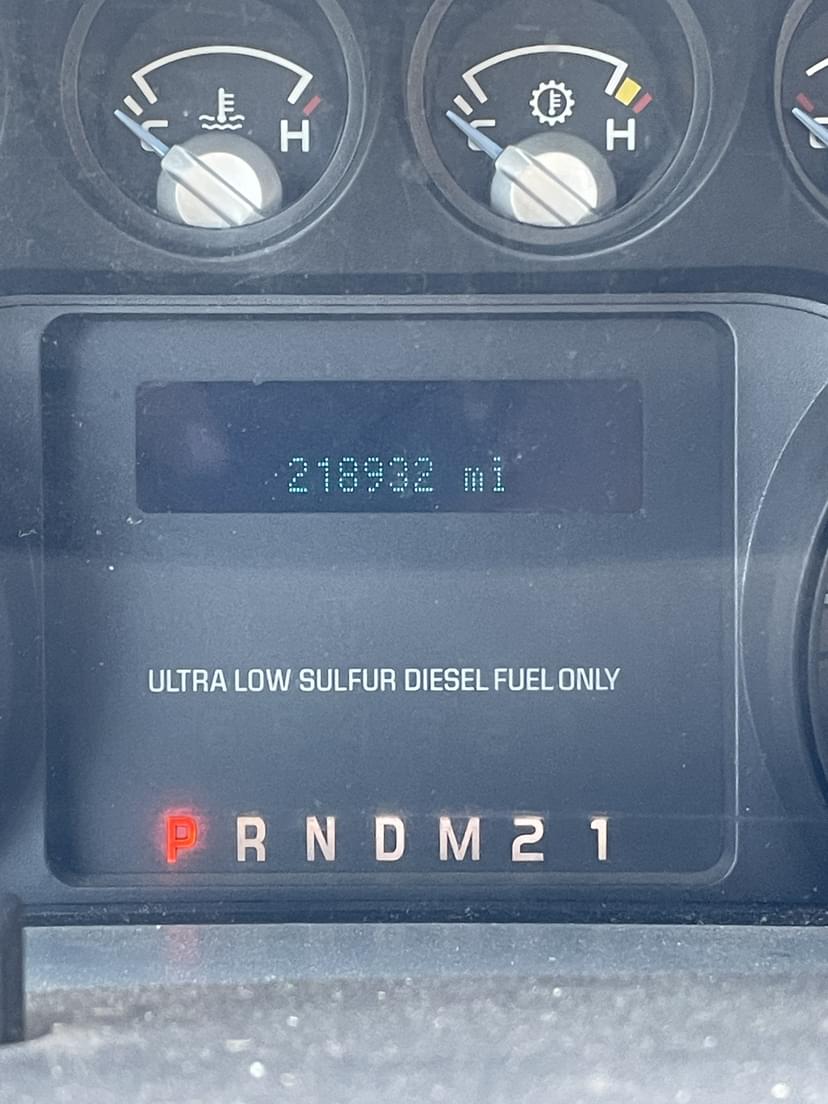 C H C H
218932 mi
ULTRA LOW SULFUR DIESEL FUEL ONLY
P R N D M 2 1